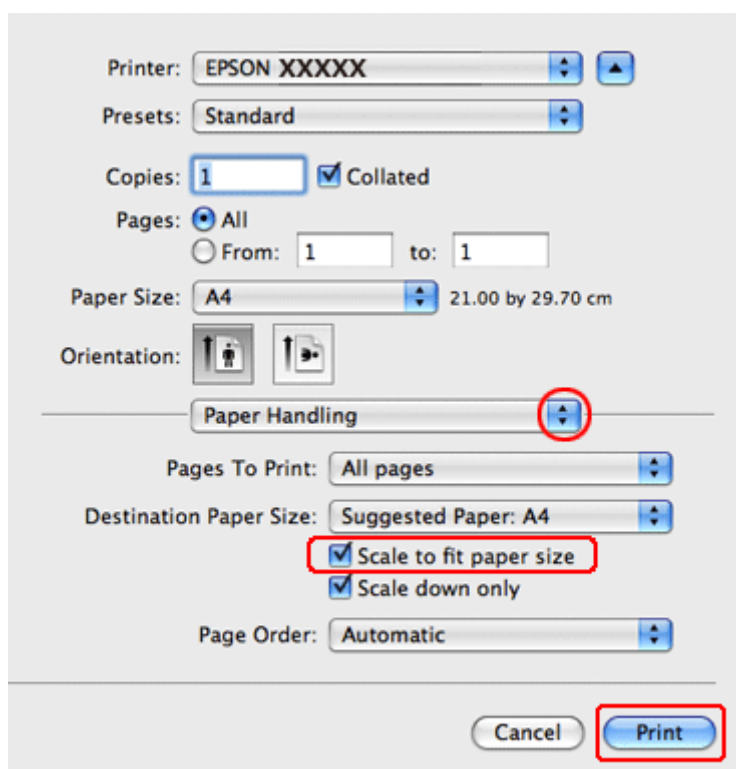 Printer: EPSON XXXXX
Presets: Standard
Copies: 1 Collated
Pages: All
From: 1 to: 1
Paper Size: A4 21.00 by 29.70 cm
Orientation:
Paper Handling
Pages To Print: All pages
Destination Paper Size: Suggested Paper: A4
Scale to fit paper size
Scale down only
Page Order: Automatic
Cancel Print